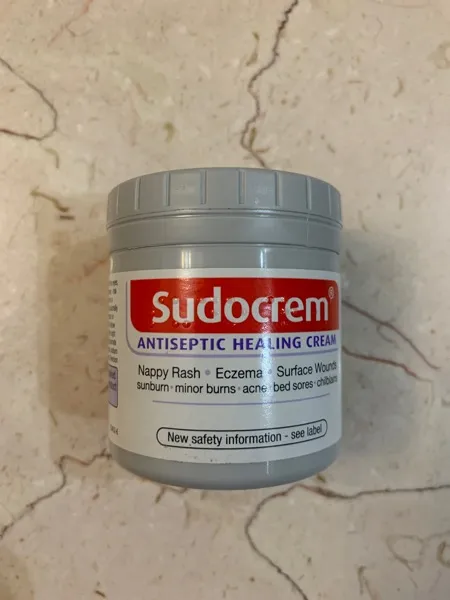 Sudocrem®
ANTISEPTIC HEALING CREAM
Nappy Rash • Eczema • Surface Wounds
sunburn • minor burns • acne • bed sores • chilblains
New safety information - see label